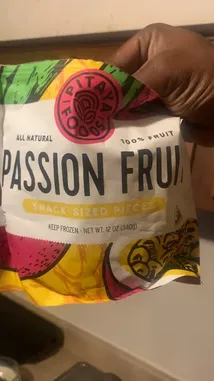 PITAYA
FOODS
ALL NATURAL
100% FRUIT
PASSION FRUI
SNACK-SIZED PIECES
KEEP FROZEN • NET WT. 12 OZ (340G)